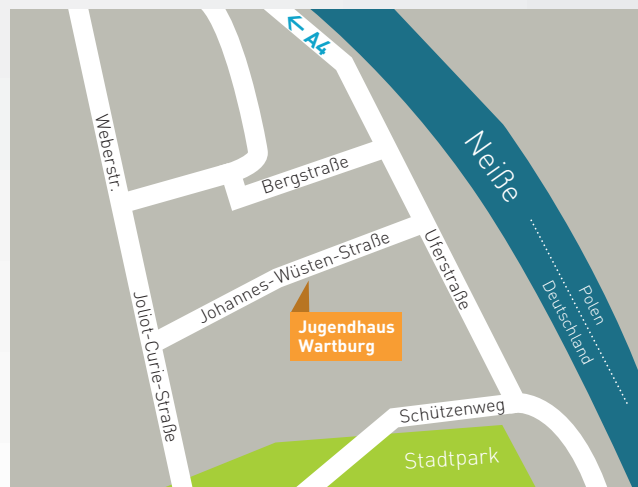 ← A4
Weberstr.
Neiße
Bergstraße
Johannes-Wüsten-Straße
Uferstraße
Polen
Deutschland
Joliot-Curie-Straße
Jugendhaus
Wartburg
Schützenweg
Stadtpark